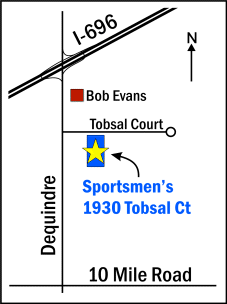 I-696
N
Bob Evans
Tobsal Court
Sportsmen's
1930 Tobsal Ct
Dequindre
10 Mile Road